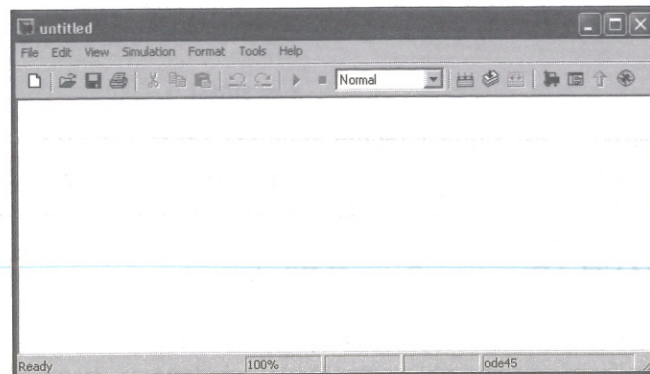 untitled
File Edit View Simulation Format Tools Help
Normal
Ready 100% ode45